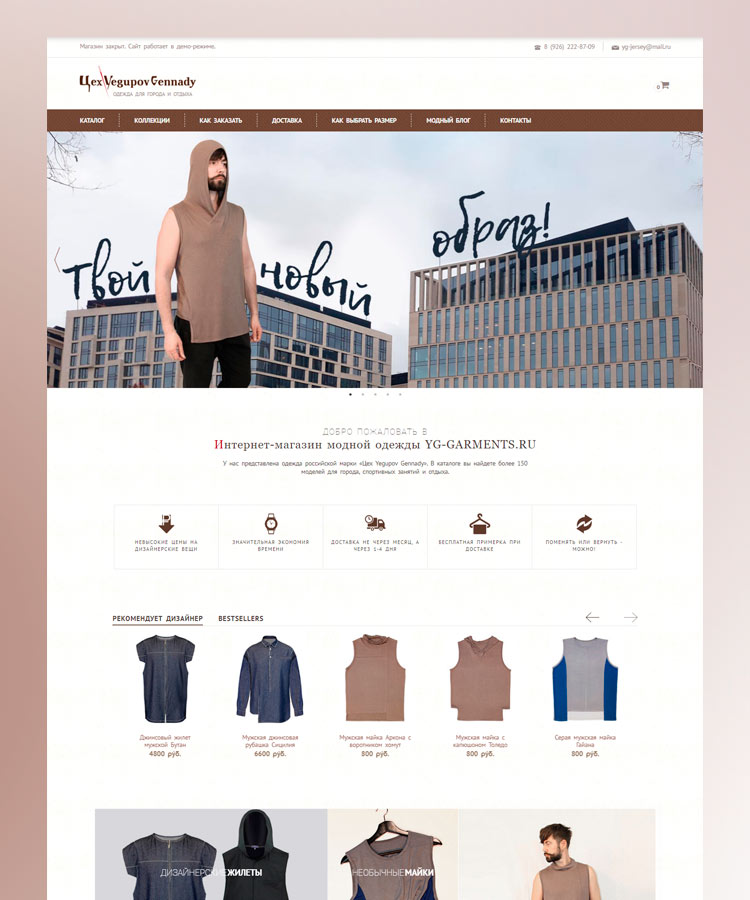 Магазин закрыт. Сайт работает в демо-режиме.
8 (926) 222-87-09
yg-jersey@mail.ru
Цех Yegupov Gennady
ОДЕЖДА ДЛЯ ГОРОДА И ОТДЫХА
0
КАТАЛОГ
КОЛЛЕКЦИИ
КАК ЗАКАЗАТЬ
ДОСТАВКА
КАК ВЫБРАТЬ РАЗМЕР
МОДНЫЙ БЛОГ
КОНТАКТЫ
твой новый образ!
ДОБРО ПОЖАЛОВАТЬ В
Интернет-магазин модной одежды YG-GARMENTS.RU
У нас представлена одежда российской марки «Цех Yegupov Gennady». В каталоге вы найдете более 150
моделей для города, спортивных занятий и отдыха.
НЕВЫСОКИЕ ЦЕНЫ НА
ДИЗАЙНЕРСКИЕ ВЕЩИ
ЗНАЧИТЕЛЬНАЯ ЭКОНОМИЯ
ВРЕМЕНИ
ДОСТАВКА НЕ ЧЕРЕЗ МЕСЯЦ, А
ЧЕРЕЗ 1-4 ДНЯ
БЕСПЛАТНАЯ ПРИМЕРКА ПРИ
ДОСТАВКЕ
ПОМЕНЯТЬ ИЛИ ВЕРНУТЬ -
МОЖНО!
РЕКОМЕНДУЕТ ДИЗАЙНЕР
BESTSELLERS
Джинсовый жилет
мужской Бутан
4800 руб.
Мужская джинсовая
рубашка Сицилия
6600 руб.
Мужская майка Аркона с
воротником хомут
800 руб.
Мужская майка с
капюшоном Толедо
800 руб.
Серая мужская майка
Гайана
800 руб.
ДИЗАЙНЕРСКИЕ ЖИЛЕТЫ
НЕОБЫЧНЫЕ МАЙКИ